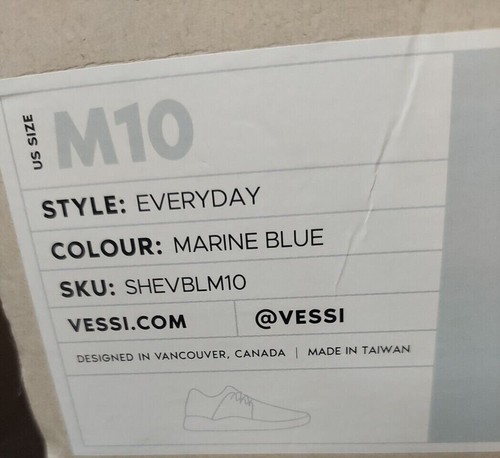 US SIZE
M10
STYLE: EVERYDAY
COLOUR: MARINE BLUE
SKU: SHEVBLM10
VESSI.COM @VESSI
DESIGNED IN VANCOUVER, CANADA | MADE IN TAIWAN